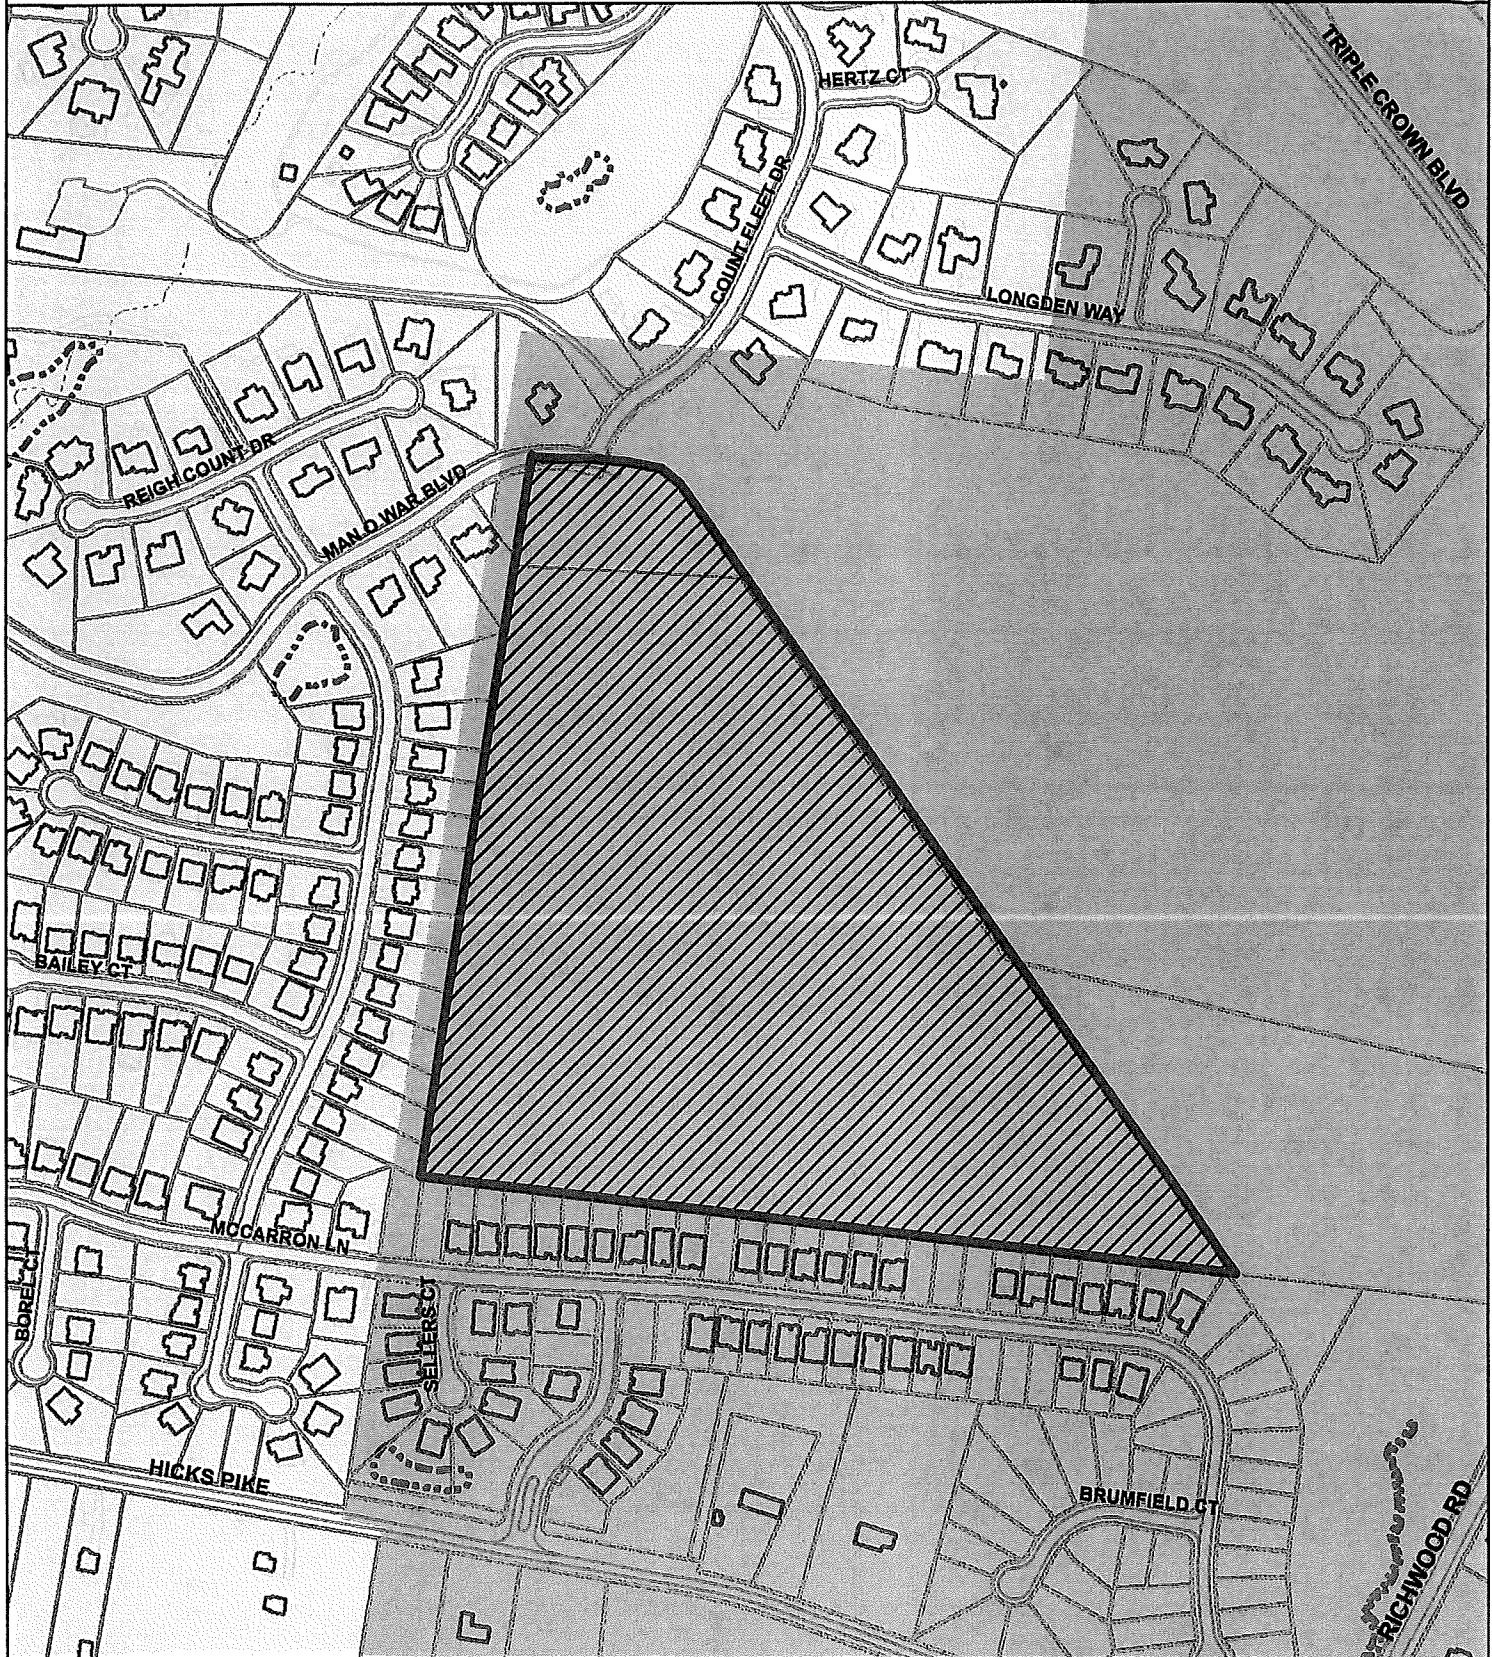 TRIPLE CROWN BLVD
HERTZ CT
COUNT FLEET DR
LONGDEN WAY
REIGH COUNT DR
MAN O WAR BLVD
BAILEY CT
MCCARRON LN
BOREL CT
SELLERS CT
HICKS PIKE
BRUMFIELD CT
RICHWOOD RD